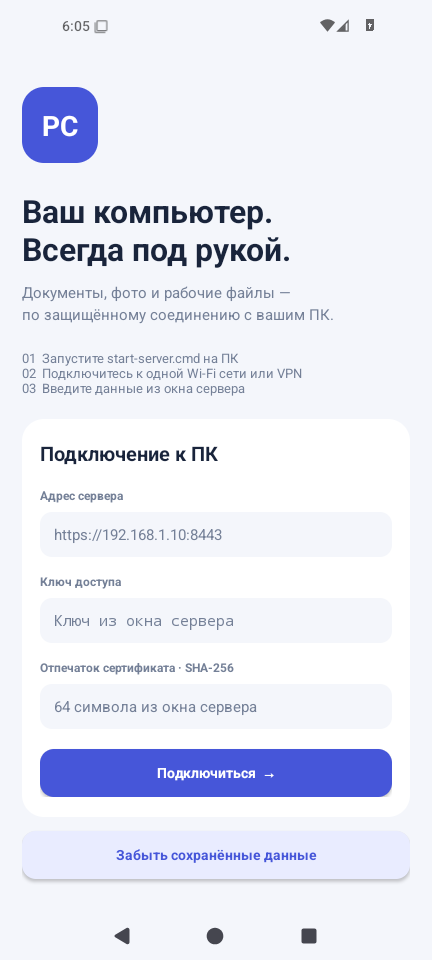 6:05
PC
Ваш компьютер.
Всегда под рукой.
Документы, фото и рабочие файлы —
по защищённому соединению с вашим ПК.
01 Запустите start-server.cmd на ПК
02 Подключитесь к одной Wi-Fi сети или VPN
03 Введите данные из окна сервера
Подключение к ПК
Адрес сервера
https://192.168.1.10:8443
Ключ доступа
Ключ из окна сервера
Отпечаток сертификата · SHA-256
64 символа из окна сервера
Подключиться →
Забыть сохранённые данные